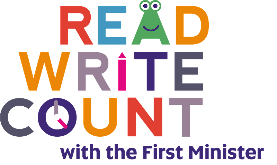 READ
WRITE
COUNT
with the First Minister